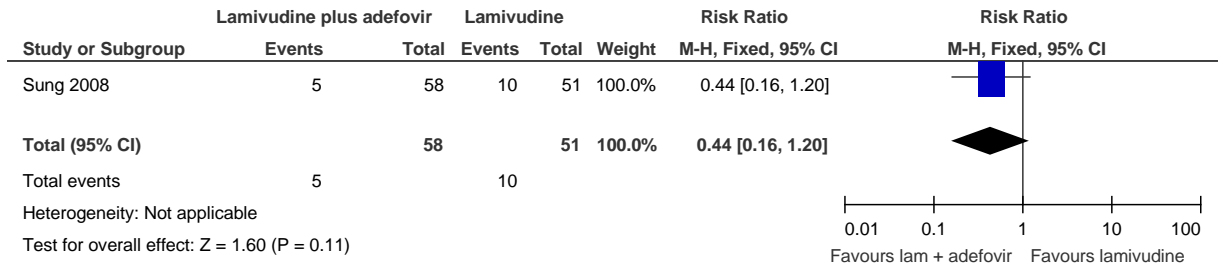 Lamivudine plus adefovir Lamivudine Risk Ratio Risk Ratio
Study or Subgroup Events Total Events Total Weight M-H, Fixed, 95% CI M-H, Fixed, 95% CI
Sung 2008 5 58 10 51 100.0% 0.44 [0.16, 1.20]
Total (95% CI) 58 51 100.0% 0.44 [0.16, 1.20]
Total events 5 10
Heterogeneity: Not applicable
Test for overall effect: Z = 1.60 (P = 0.11)
0.01 0.1 1 10 100
Favours lam + adefovir Favours lamivudine